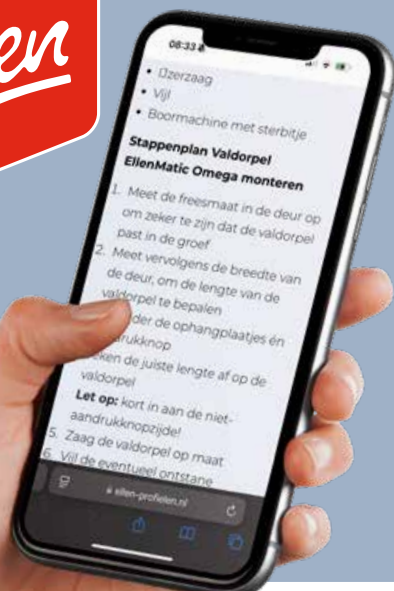 en
08:33
• IJzerzaag
• Vijl
• Boormachine met sterbitje
Stappenplan Valdorpel
EllenMatic Omega monteren
1. Meet de freesmaat in de deur op
om zeker te zijn dat de valdorpel
past in de groef
2. Meet vervolgens de breedte van
de deur, om de lengte van de
valdorpel te bepalen
der de ophangplaatjes én
drukknop
ken de juiste lengte af op de
valdorpel
Let op: kort in aan de niet-
aandrukknopzijde!
5. Zaag de valdorpel op maat
6. Vijl de eventueel ontstane
ellen-profielen.nl